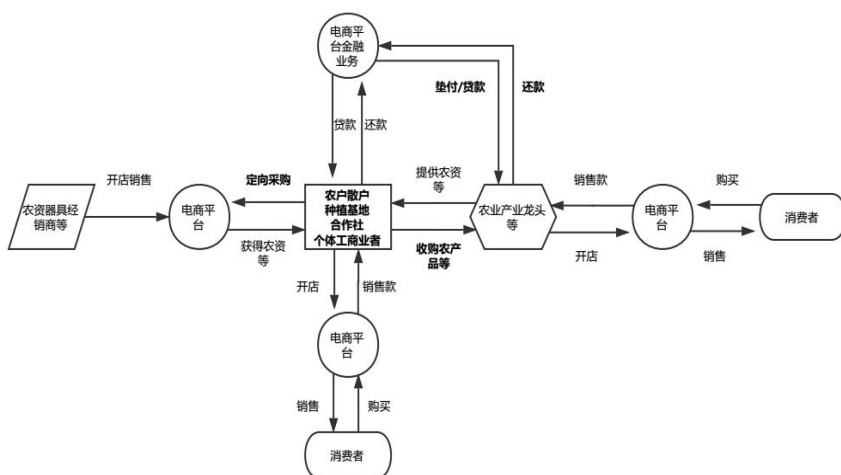 电商平
台金融
业务
垫付/贷款
还款
贷款
还款
开店销售
定向采购
农户散户
种植基地
合作社
个体工商业者
提供农资
等
销售款
购买
农资器具经
销商等
电商平
台
农业产业龙头
等
电商平
台
消费者
获得农资
等
收购农产
品等
开店
销售
开店
销售款
电商平
台
销售
购买
消费者